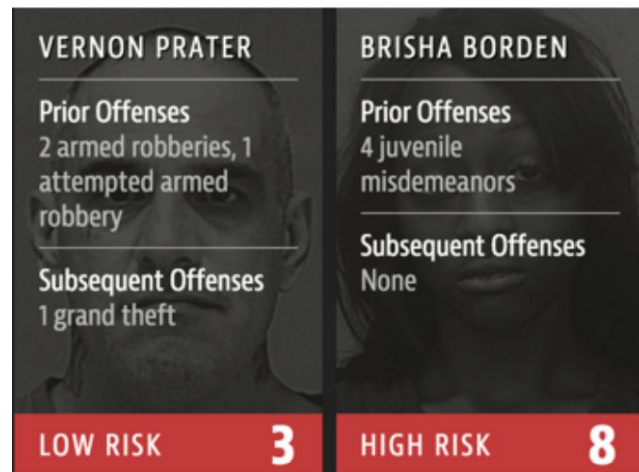 VERNON PRATER
Prior Offenses
2 armed robberies, 1
attempted armed
robbery
Subsequent Offenses
1 grand theft
LOW RISK 3
BRISHA BORDEN
Prior Offenses
4 juvenile
misdemeanors
Subsequent Offenses
None
HIGH RISK 8